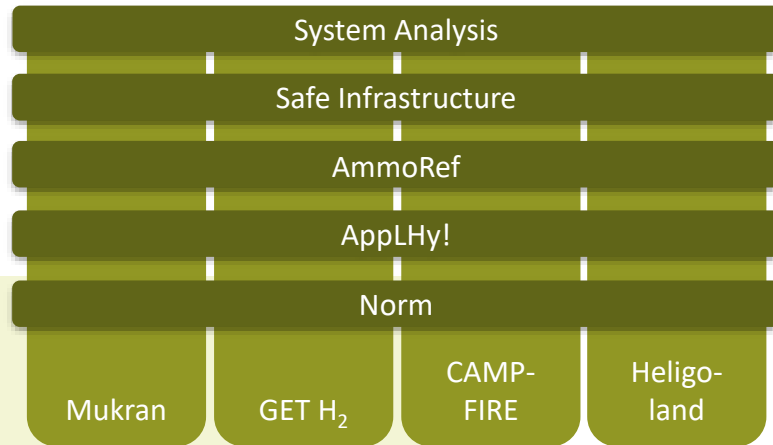 System Analysis
Safe Infrastructure
AmmoRef
AppLHy!
Norm
Mukran
GET H₂
CAMP-
FIRE
Heligo-
land